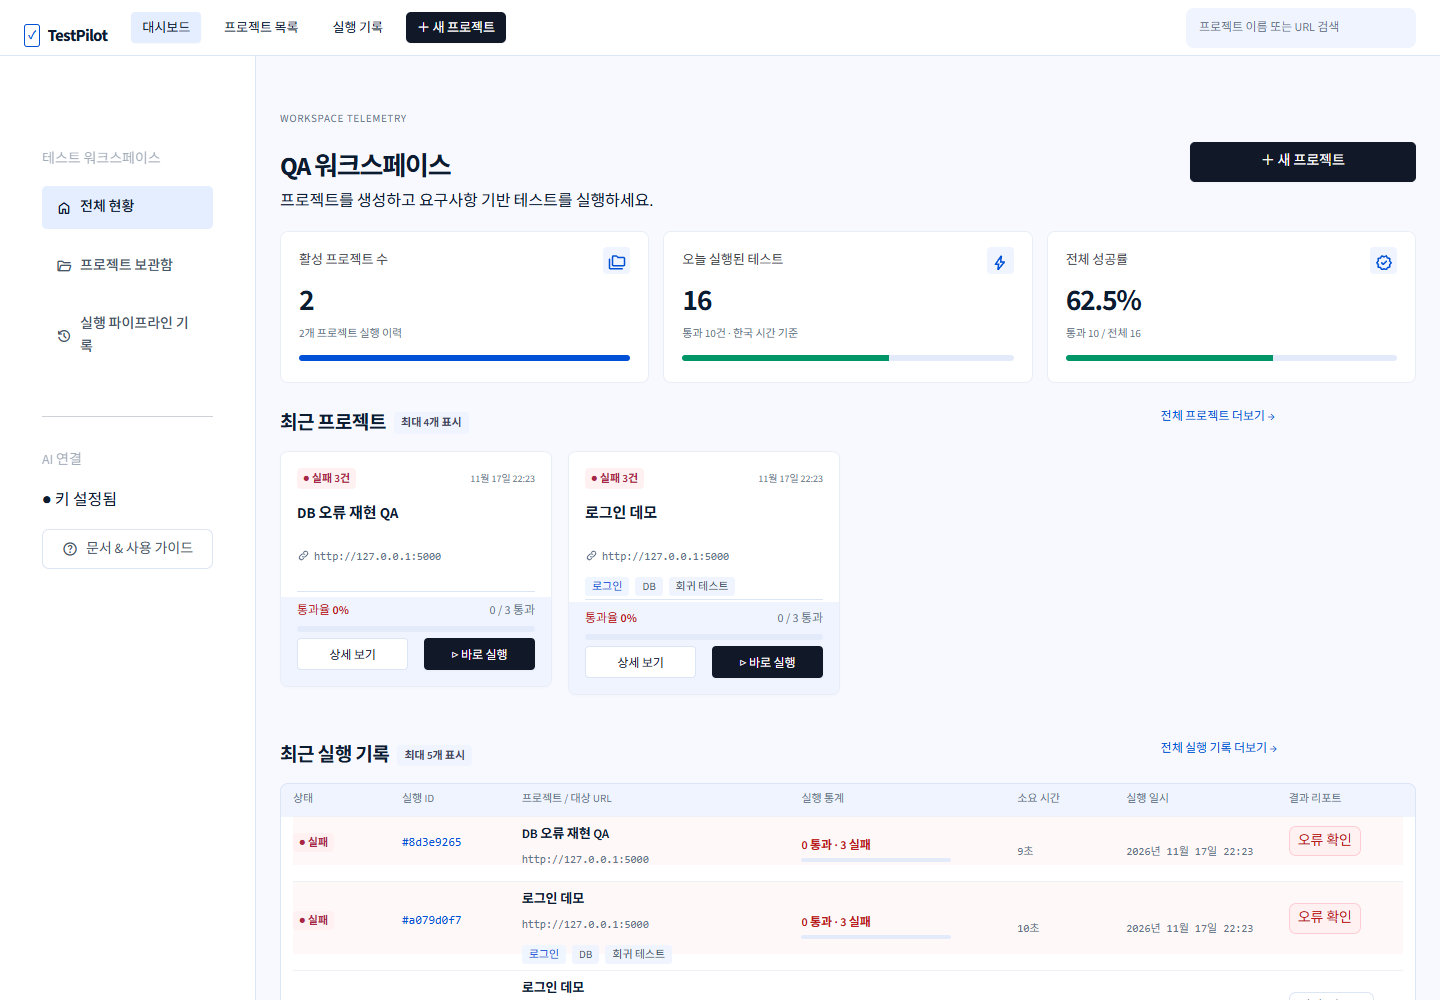 TestPilot
대시보드
프로젝트 목록
실행 기록
+ 새 프로젝트
프로젝트 이름 또는 URL 검색
테스트 워크스페이스
전체 현황
프로젝트 보관함
실행 파이프라인 기
록
AI 연결
● 키 설정됨
문서 & 사용 가이드
WORKSPACE TELEMETRY
QA 워크스페이스
프로젝트를 생성하고 요구사항 기반 테스트를 실행하세요.
+ 새 프로젝트
활성 프로젝트 수
2
2개 프로젝트 실행 이력
오늘 실행된 테스트
16
통과 10건 · 한국 시간 기준
전체 성공률
62.5%
통과 10 / 전체 16
최근 프로젝트
최대 4개 표시
전체 프로젝트 더보기 →
● 실패 3건
11월 17일 22:23
DB 오류 재현 QA
http://127.0.0.1:5000
통과율 0%
0 / 3 통과
상세 보기
▷ 바로 실행
● 실패 3건
11월 17일 22:23
로그인 데모
http://127.0.0.1:5000
로그인
DB
회귀 테스트
통과율 0%
0 / 3 통과
상세 보기
▷ 바로 실행
최근 실행 기록
최대 5개 표시
전체 실행 기록 더보기 →
상태
실행 ID
프로젝트 / 대상 URL
실행 통계
소요 시간
실행 일시
결과 리포트
● 실패
#8d3e9265
DB 오류 재현 QA
http://127.0.0.1:5000
0 통과 · 3 실패
9초
2026년 11월 17일 22:23
오류 확인
● 실패
#a079d0f7
로그인 데모
http://127.0.0.1:5000
로그인
DB
회귀 테스트
0 통과 · 3 실패
10초
2026년 11월 17일 22:23
오류 확인
로그인 데모